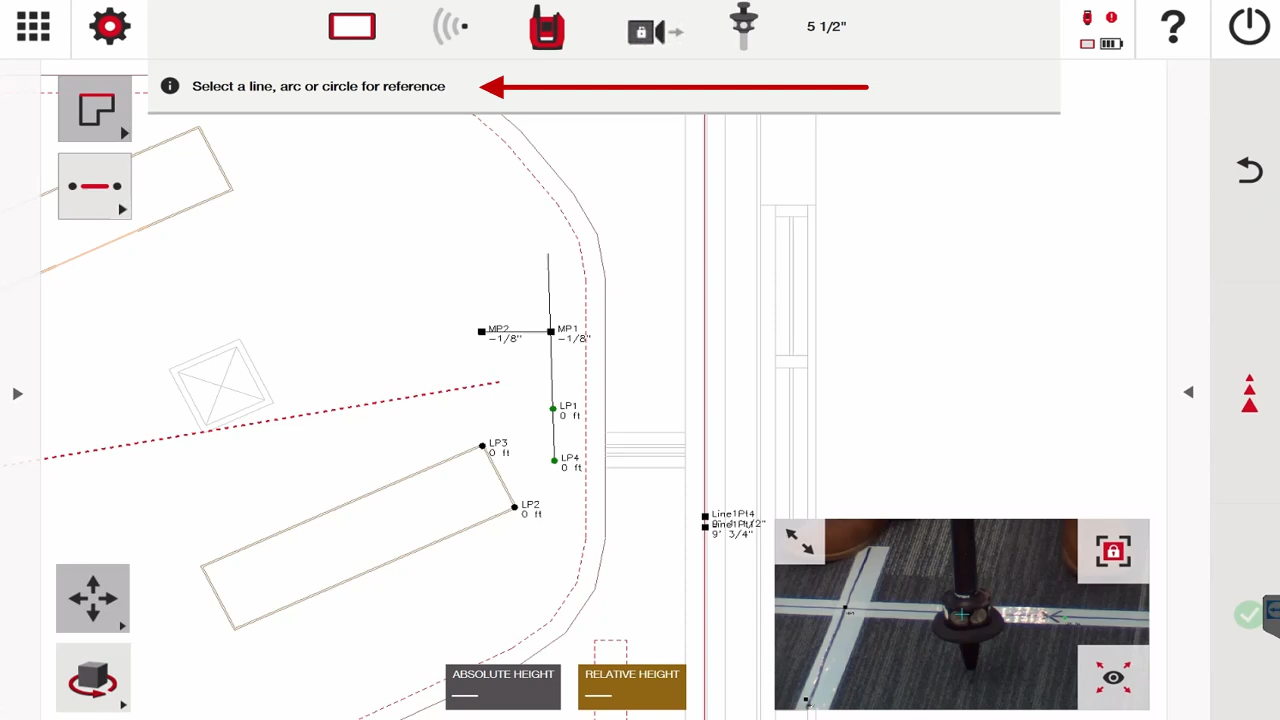 5 1/2"
Select a line, arc or circle for reference
MP2
-1/8"
MP1
-1/8"
LP1
0 ft
LP3
0 ft
LP4
0 ft
LP2
0 ft
Line1Pt4
9' 3/4"
ABSOLUTE HEIGHT
RELATIVE HEIGHT